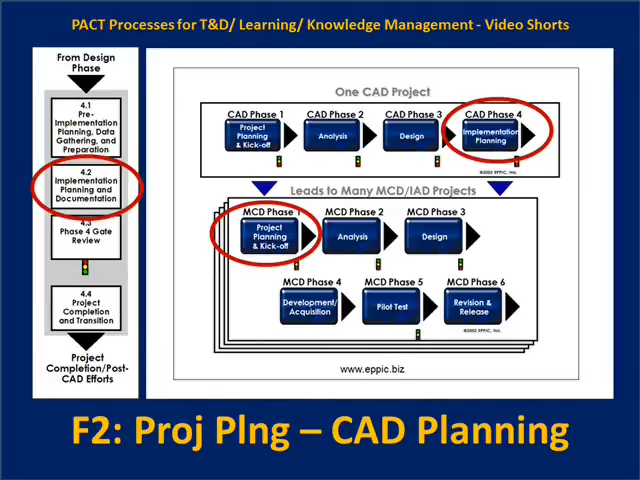 PACT Processes for T&D/ Learning/ Knowledge Management - Video Shorts
From Design
Phase
4.1
Pre-
Implementation
Planning, Data
Gathering, and
Preparation
4.2
Implementation
Planning and
Documentation
4.3
Phase 4 Gate
Review
4.4
Project
Completion
and Transition
Project
Completion/Post-
CAD Efforts
One CAD Project
CAD Phase 1
Project
Planning
& Kick-off
CAD Phase 2
Analysis
CAD Phase 3
Design
CAD Phase 4
Implementation
Planning
©2002 EPPIC, Inc.
Leads to Many MCD/IAD Projects
MCD Phase 1
Project
Planning
& Kick-off
MCD Phase 2
Analysis
MCD Phase 3
Design
MCD Phase 4
Development/
Acquisition
MCD Phase 5
Pilot Test
MCD Phase 6
Revision &
Release
©2002 EPPIC, Inc.
www.eppic.biz
F2: Proj Plng – CAD Planning